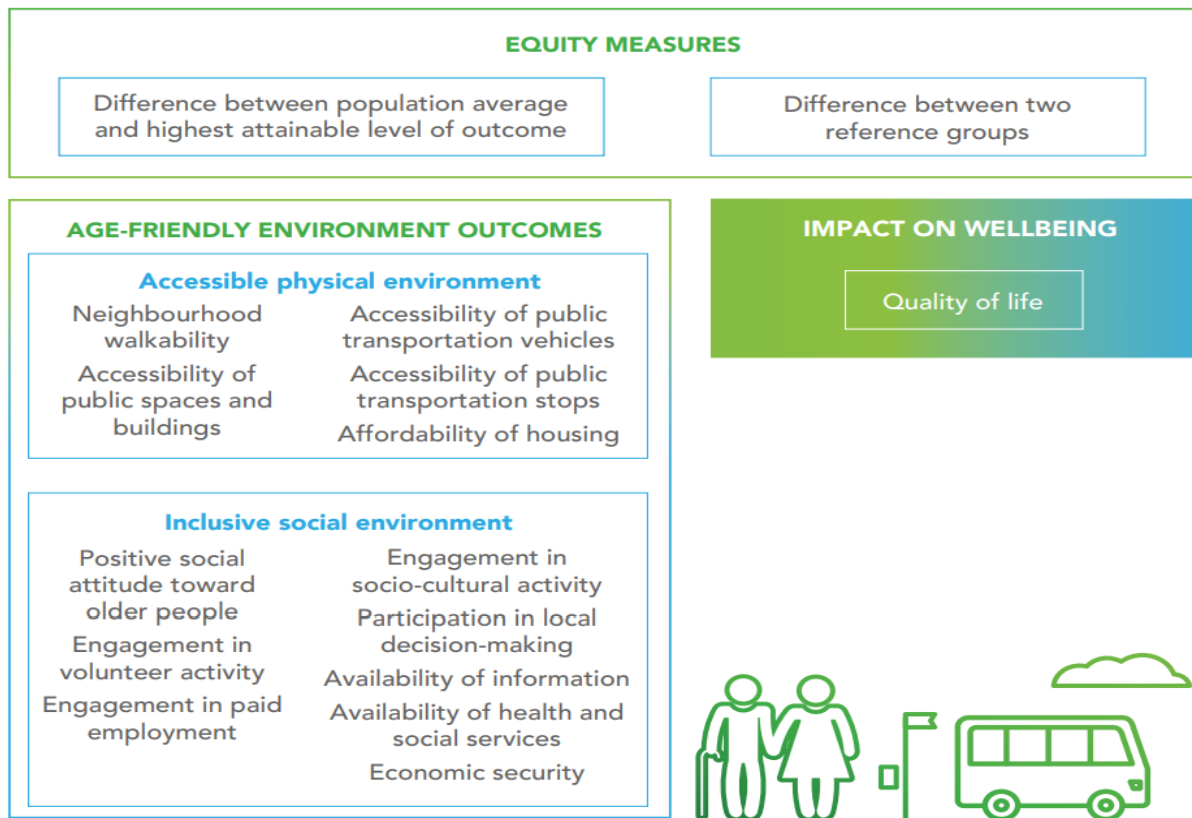 EQUITY MEASURES
Difference between population average
and highest attainable level of outcome
Difference between two
reference groups
AGE-FRIENDLY ENVIRONMENT OUTCOMES
Accessible physical environment
Neighbourhood
walkability
Accessibility of
public spaces and
buildings
Accessibility of public
transportation vehicles
Accessibility of public
transportation stops
Affordability of housing
Inclusive social environment
Positive social
attitude toward
older people
Engagement in
volunteer activity
Engagement in paid
employment
Engagement in
socio-cultural activity
Participation in local
decision-making
Availability of information
Availability of health and
social services
Economic security
IMPACT ON WELLBEING
Quality of life